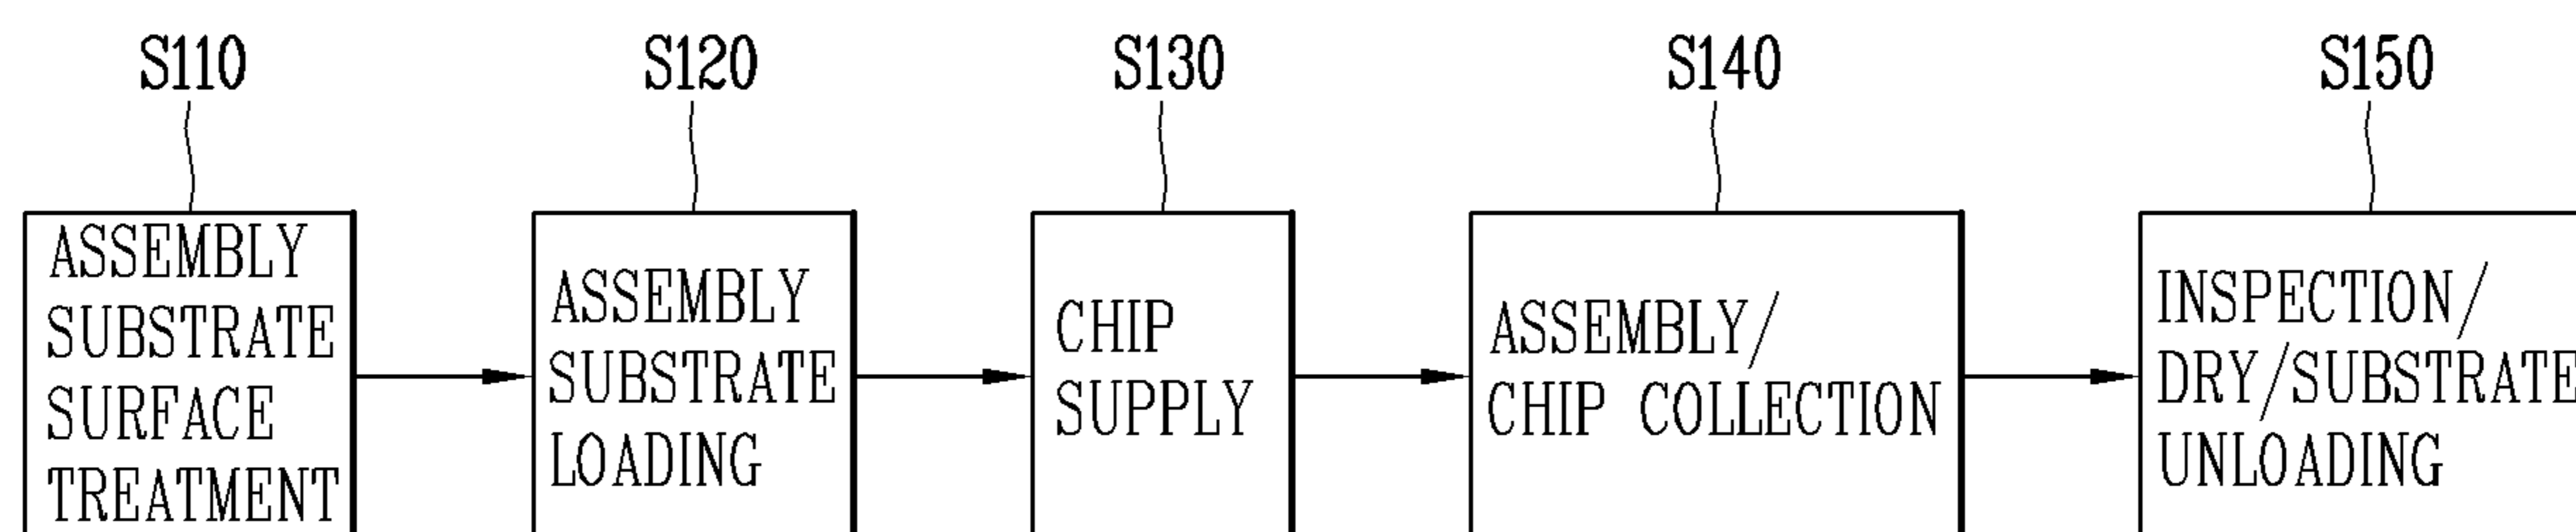 S110
S120
S130
S140
S150
ASSEMBLY
SUBSTRATE
SURFACE
TREATMENT
ASSEMBLY
SUBSTRATE
LOADING
CHIP
SUPPLY
ASSEMBLY/
CHIP COLLECTION
INSPECTION/
DRY/SUBSTRATE
UNLOADING